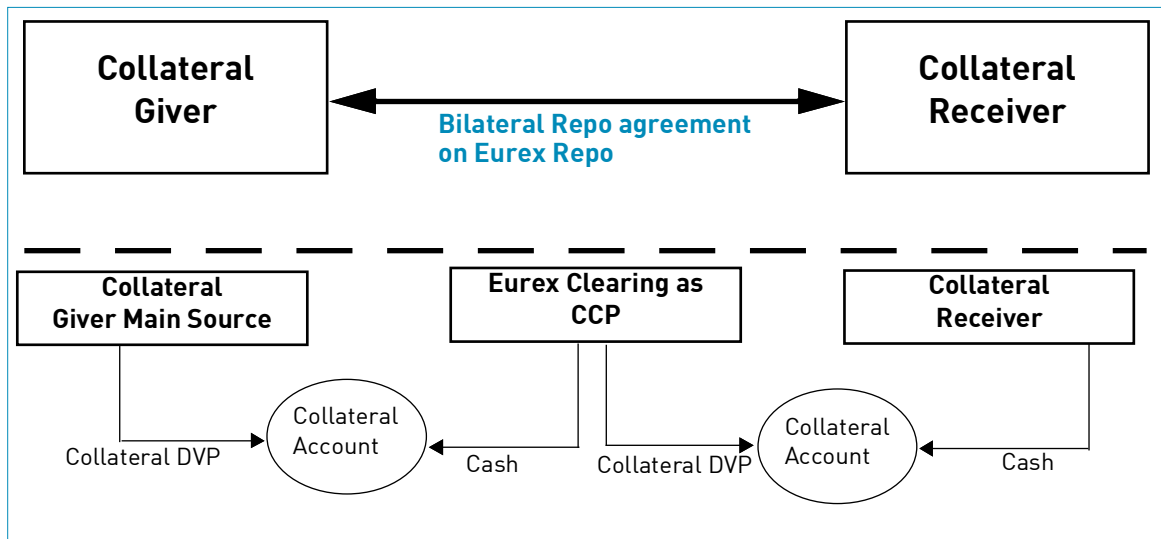 Collateral
Giver
Collateral
Receiver
Bilateral Repo agreement
on Eurex Repo
Collateral
Giver Main Source
Eurex Clearing as
CCP
Collateral
Receiver
Collateral
Account
Collateral
Account
Collateral DVP
Cash
Collateral DVP
Cash